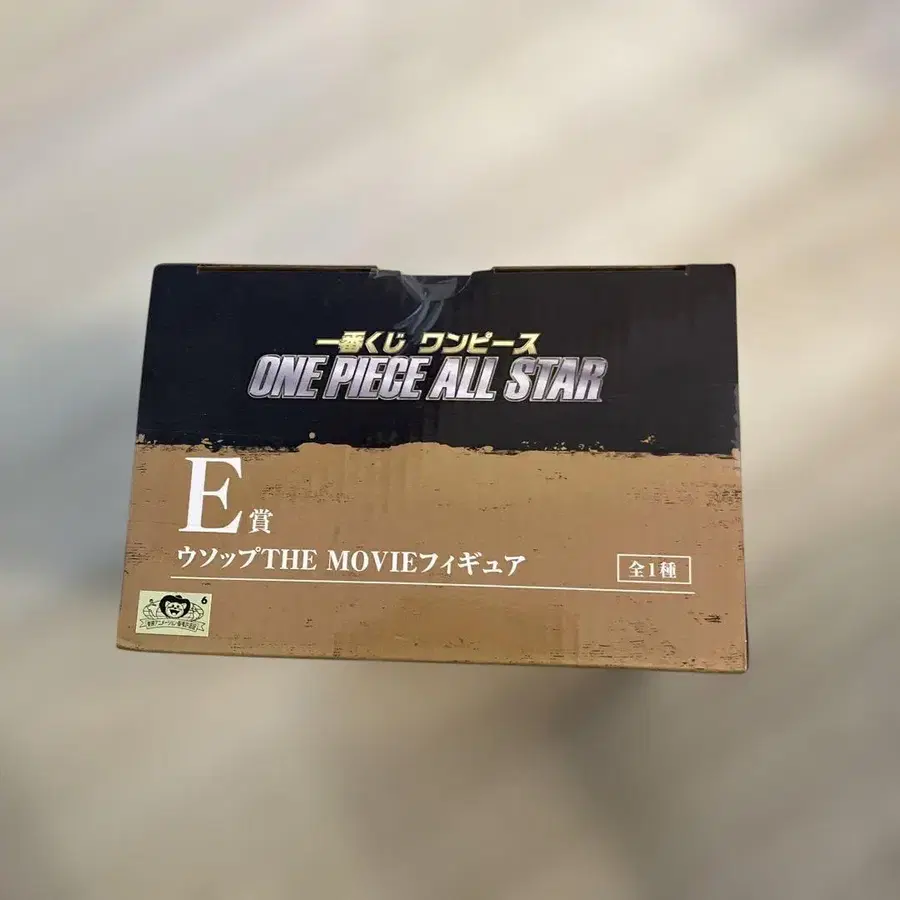 一番くじ ワンピース
ONE PIECE ALL STAR
E賞
ウソップTHE MOVIEフィギュア
全1種
6